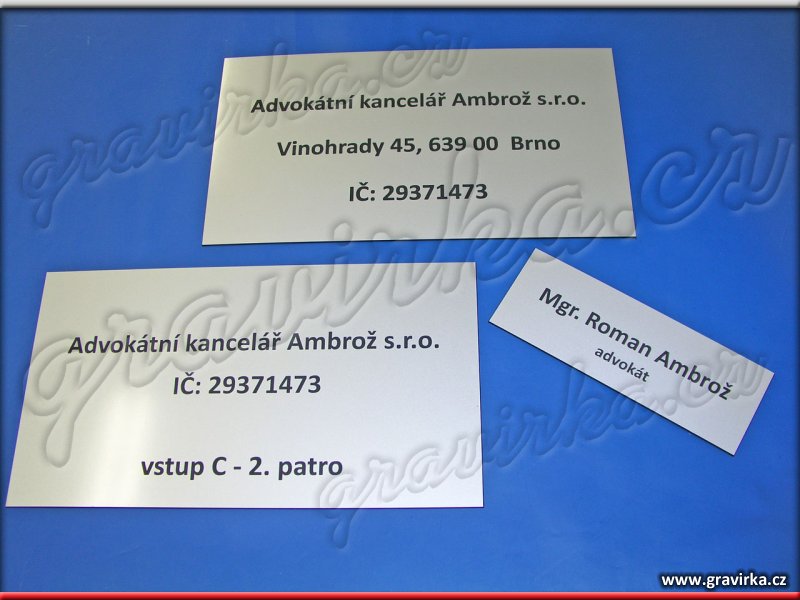 Advokátní kancelář Ambrož s.r.o.
Vinohrady 45, 639 00 Brno
IČ: 29371473
Advokátní kancelář Ambrož s.r.o.
IČ: 29371473
vstup C - 2. patro
Mgr. Roman Ambrož
advokát
gravirka.cz
gravirka.cz
gravirka.cz
www.gravirka.cz